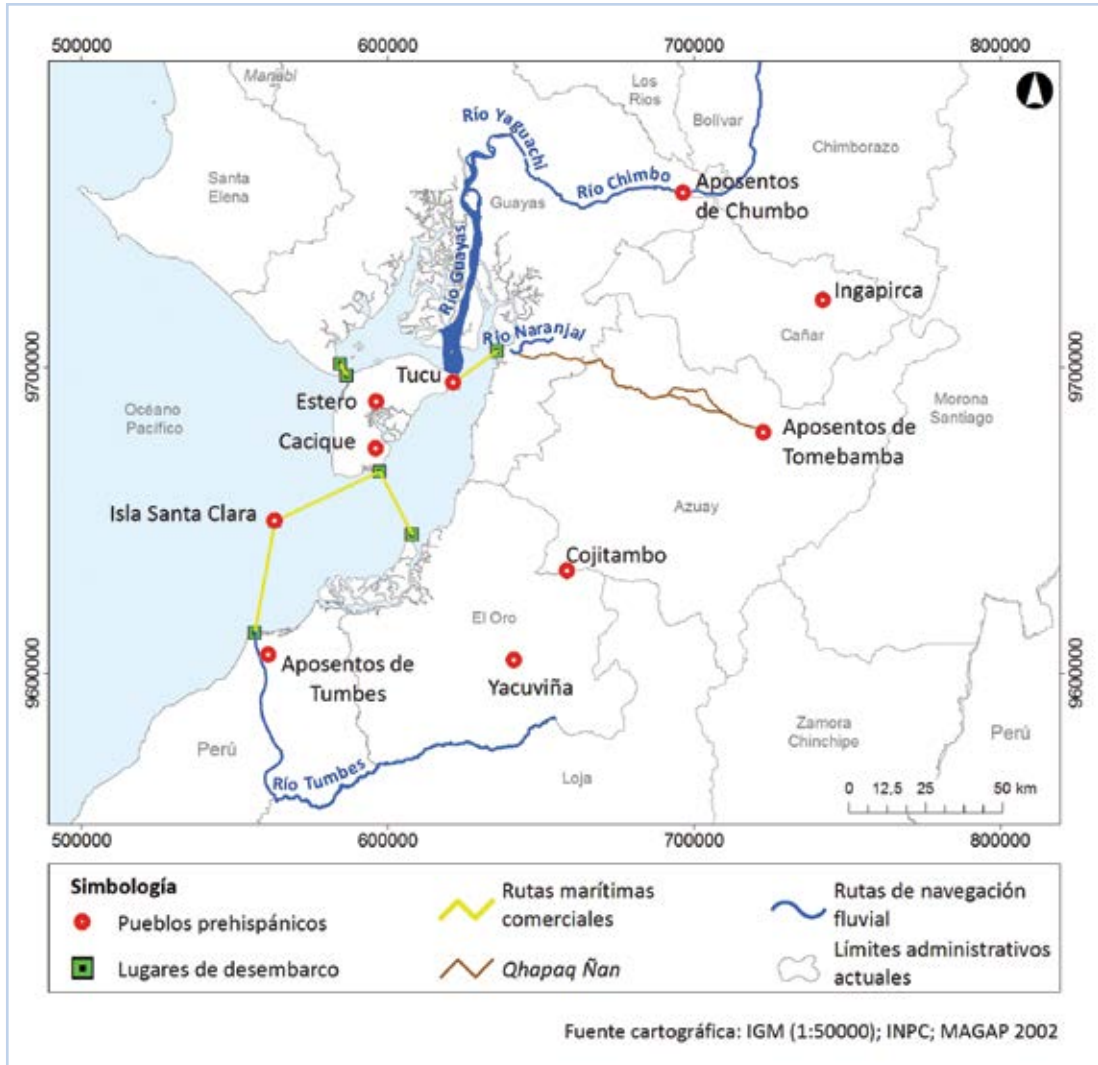 500000
600000
700000
800000
Manabí
Los
Ríos
Bolívar
Chimborazo
Río Yaguachi
Santa
Elena
Río Chimbo
Aposentos
de Chumbo
Guayas
Río Guayas
Ingapirca
Cañar
Río Naranjal
9700000
9700000
Tucu
Estero
Océano
Pacífico
Cacique
Morona
Santiago
Aposentos de
Tomebamba
Azuay
Isla Santa Clara
Cojitambo
El Oro
9600000
9600000
Aposentos de
Tumbes
Yacuviña
Perú
Zamora
Chinchipe
Perú
Río Tumbes
Loja
0 12,5 25 50 km
500000
600000
700000
800000
Simbología
Pueblos prehispánicos
Lugares de desembarco
Rutas marítimas
comerciales
Qhapaq Ñan
Rutas de navegación
fluvial
Límites administrativos
actuales
Fuente cartográfica: IGM (1:50000); INPC; MAGAP 2002